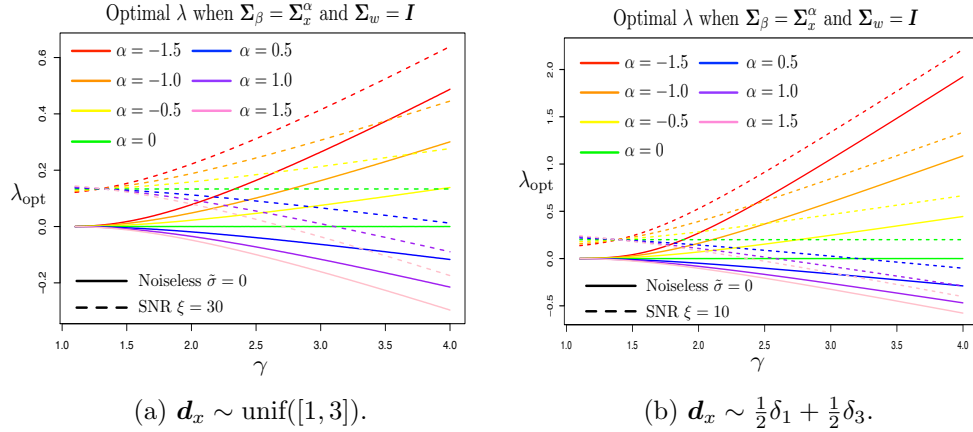 Optimal λ when Σ_β = Σ_x^α and Σ_w = I
0.6
0.4
0.2
0.0
−0.2
λ_opt
α = −1.5
α = −1.0
α = −0.5
α = 0
α = 0.5
α = 1.0
α = 1.5
Noiseless σ̃ = 0
SNR ξ = 30
1.0 1.5 2.0 2.5 3.0 3.5 4.0
γ
(a) d_x ∼ unif([1, 3]).
Optimal λ when Σ_β = Σ_x^α and Σ_w = I
2.0
1.5
1.0
0.5
0.0
−0.5
λ_opt
α = −1.5
α = −1.0
α = −0.5
α = 0
α = 0.5
α = 1.0
α = 1.5
Noiseless σ̃ = 0
SNR ξ = 10
1.0 1.5 2.0 2.5 3.0 3.5 4.0
γ
(b) d_x ∼ ½δ_1 + ½δ_3.